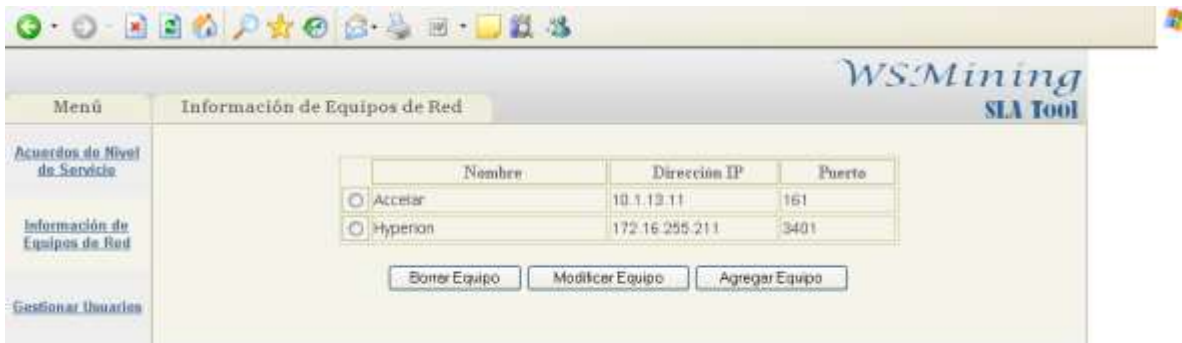 WSMining
SLA Tool
Menú
Información de Equipos de Red
Acuerdos de Nivel
de Servicio
Información de
Equipos de Red
Gestionar Usuarios
Nombre Dirección IP Puerto
Accelar 10.1.13.11 161
Hyperion 172.16.255.211 3401
Borrar Equipo Modificar Equipo Agregar Equipo